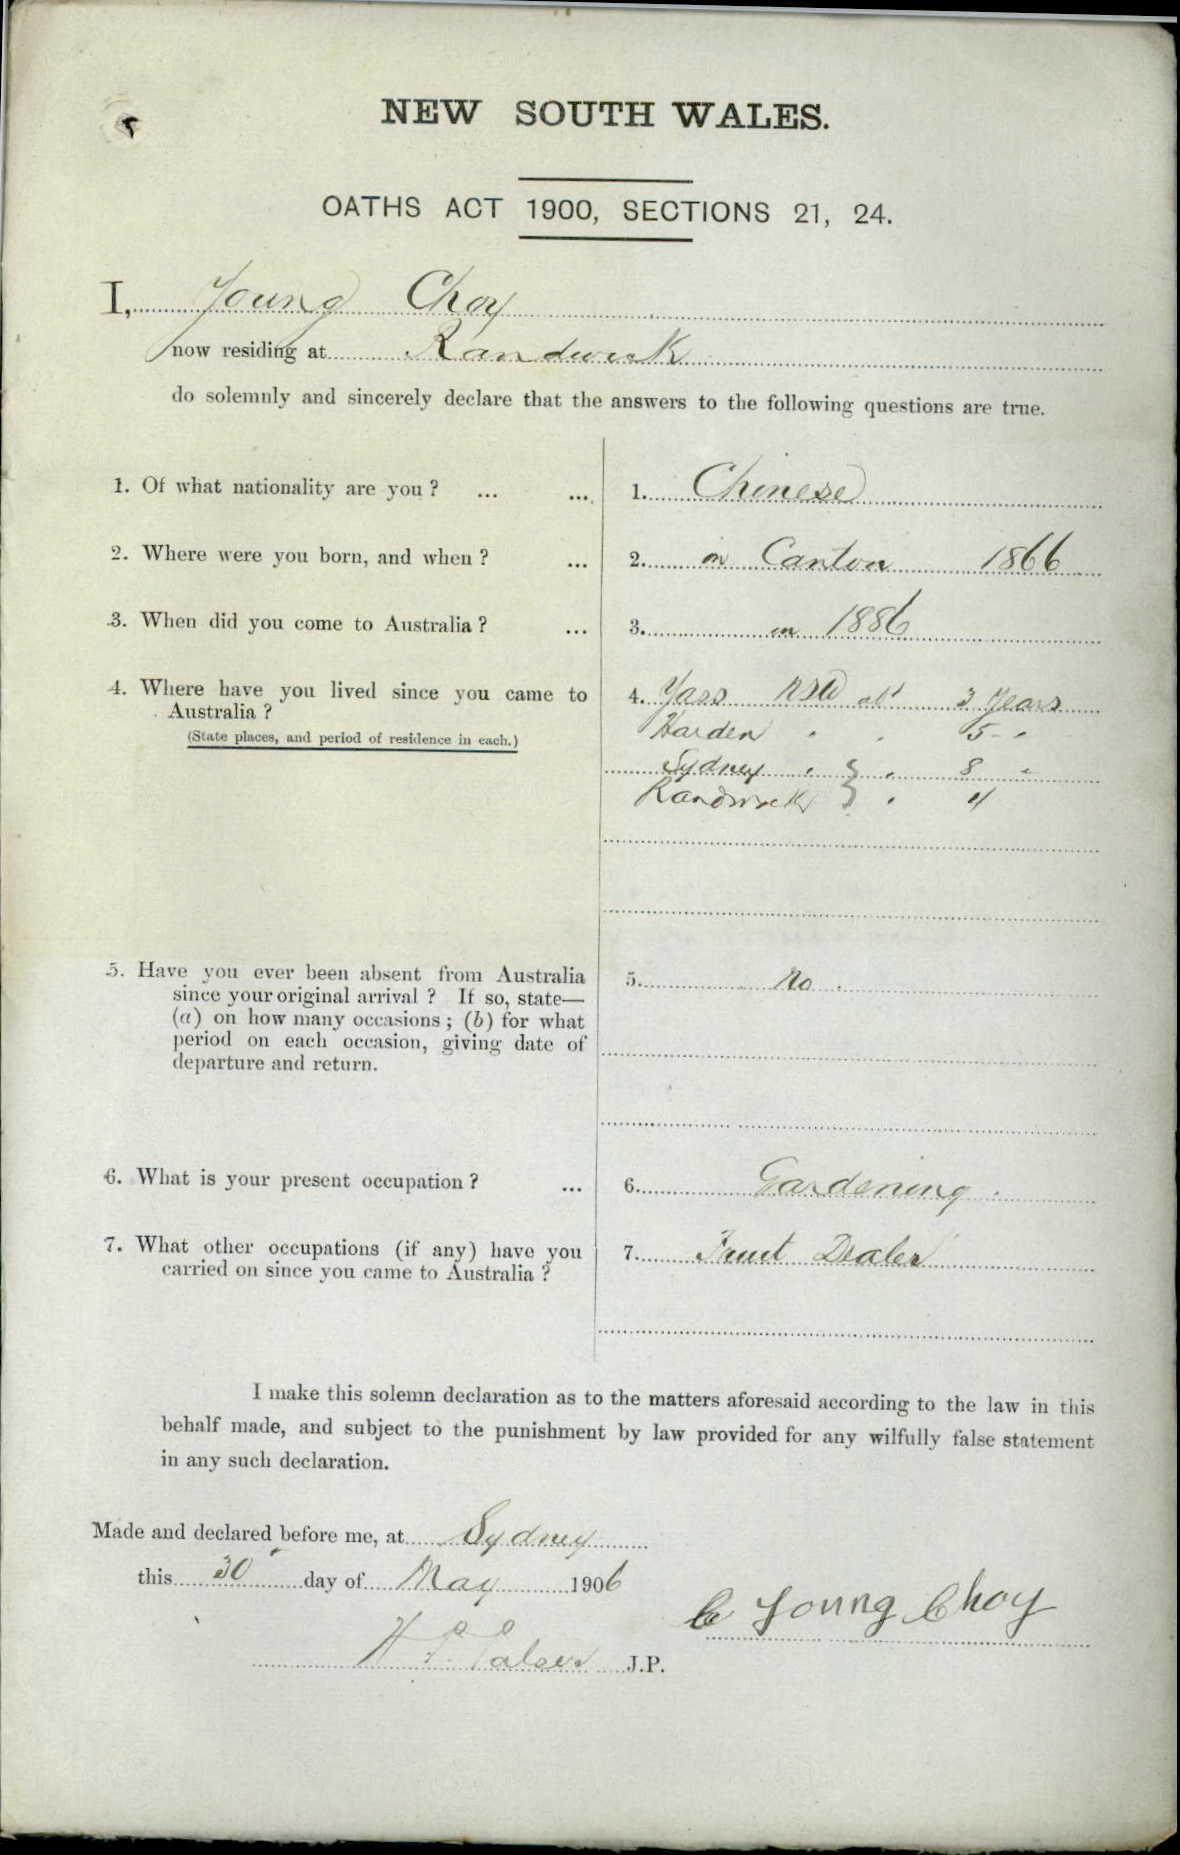 NEW SOUTH WALES.
OATHS ACT 1900, SECTIONS 21, 24.
I, Young Choy
now residing at Randwick
do solemnly and sincerely declare that the answers to the following questions are true.
1. Of what nationality are you ? ... ...
1. Chinese
2. Where were you born, and when ? ...
2. in Canton 1866
3. When did you come to Australia ? ...
3. in 1886
4. Where have you lived since you came to
Australia ?
(State places, and period of residence in each.)
4. Yass NSW abt 3 years
Harden " " 5 "
Sydney " } " 8 "
Randwick } " 4
5. Have you ever been absent from Australia
since your original arrival ? If so, state—
(a) on how many occasions ; (b) for what
period on each occasion, giving date of
departure and return.
5. No.
6. What is your present occupation ? ...
6. Gardening.
7. What other occupations (if any) have you
carried on since you came to Australia ?
7. Fruit Dealer
I make this solemn declaration as to the matters aforesaid according to the law in this
behalf made, and subject to the punishment by law provided for any wilfully false statement
in any such declaration.
Made and declared before me, at Sydney
this 30 day of May 1906
C Young Choy
J.P.